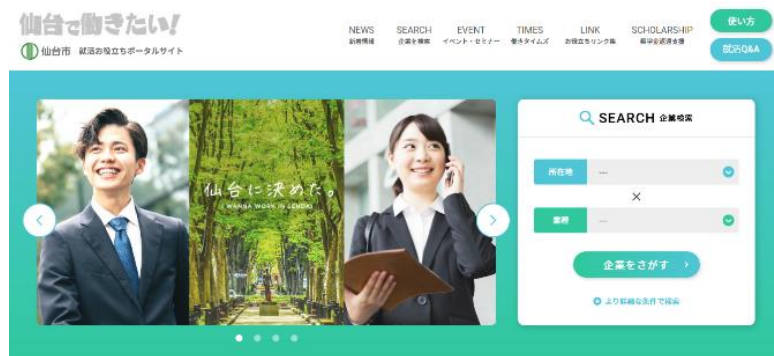 仙台で働きたい!
仙台市 就活お役立ちポータルサイト
NEWS
新着情報
SEARCH
企業を検索
EVENT
イベント・セミナー
TIMES
働きタイムズ
LINK
お役立ちリンク集
SCHOLARSHIP
奨学金返還支援
使い方
就活Q&A
仙台に決めた。
I WANNA WORK IN SENDAI
SEARCH 企業検索
所在地 ---
×
業種 ---
企業をさがす
より詳細な条件で検索